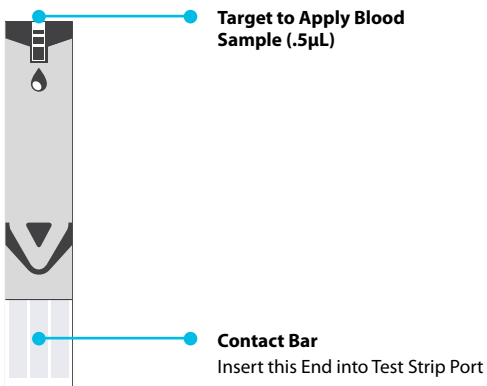 Target to Apply Blood
Sample (.5µL)
Contact Bar
Insert this End into Test Strip Port